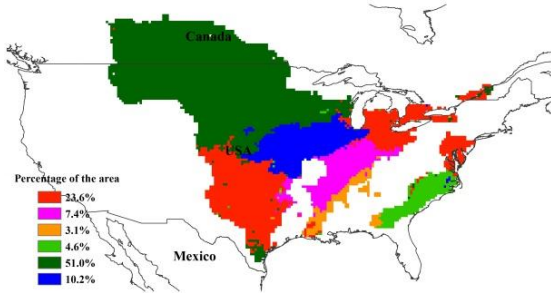 Canada
USA
Percentage of the area
23.6%
7.4%
3.1%
4.6%
51.0%
10.2%
Mexico